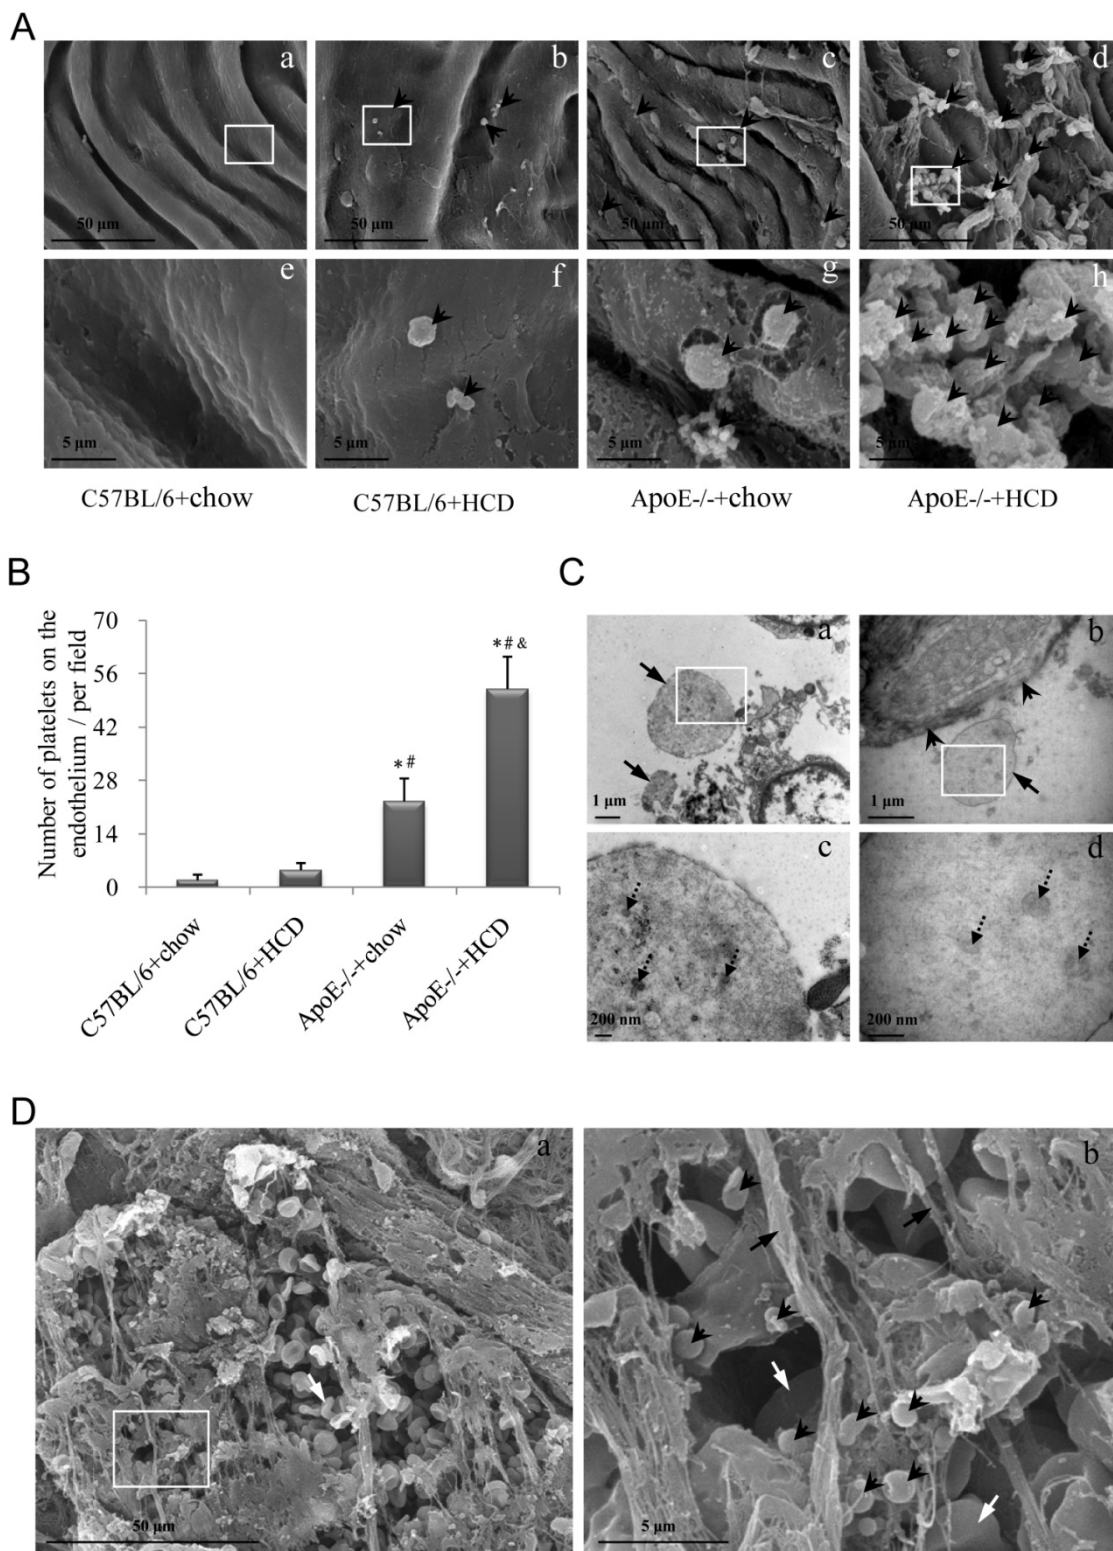 A
a
b
c
d
50 μm
50 μm
50 μm
50 μm
e
f
g
h
5 μm
5 μm
5 μm
5 μm
C57BL/6+chow
C57BL/6+HCD
ApoE-/-+chow
ApoE-/-+HCD
B
Number of platelets on the
endothelium / per field
70
56
42
28
14
0
*#
*# &
C57BL/6+chow
C57BL/6+HCD
ApoE-/-+chow
ApoE-/-+HCD
C
a
b
1 μm
1 μm
c
d
200 nm
200 nm
D
a
b
50 μm
5 μm